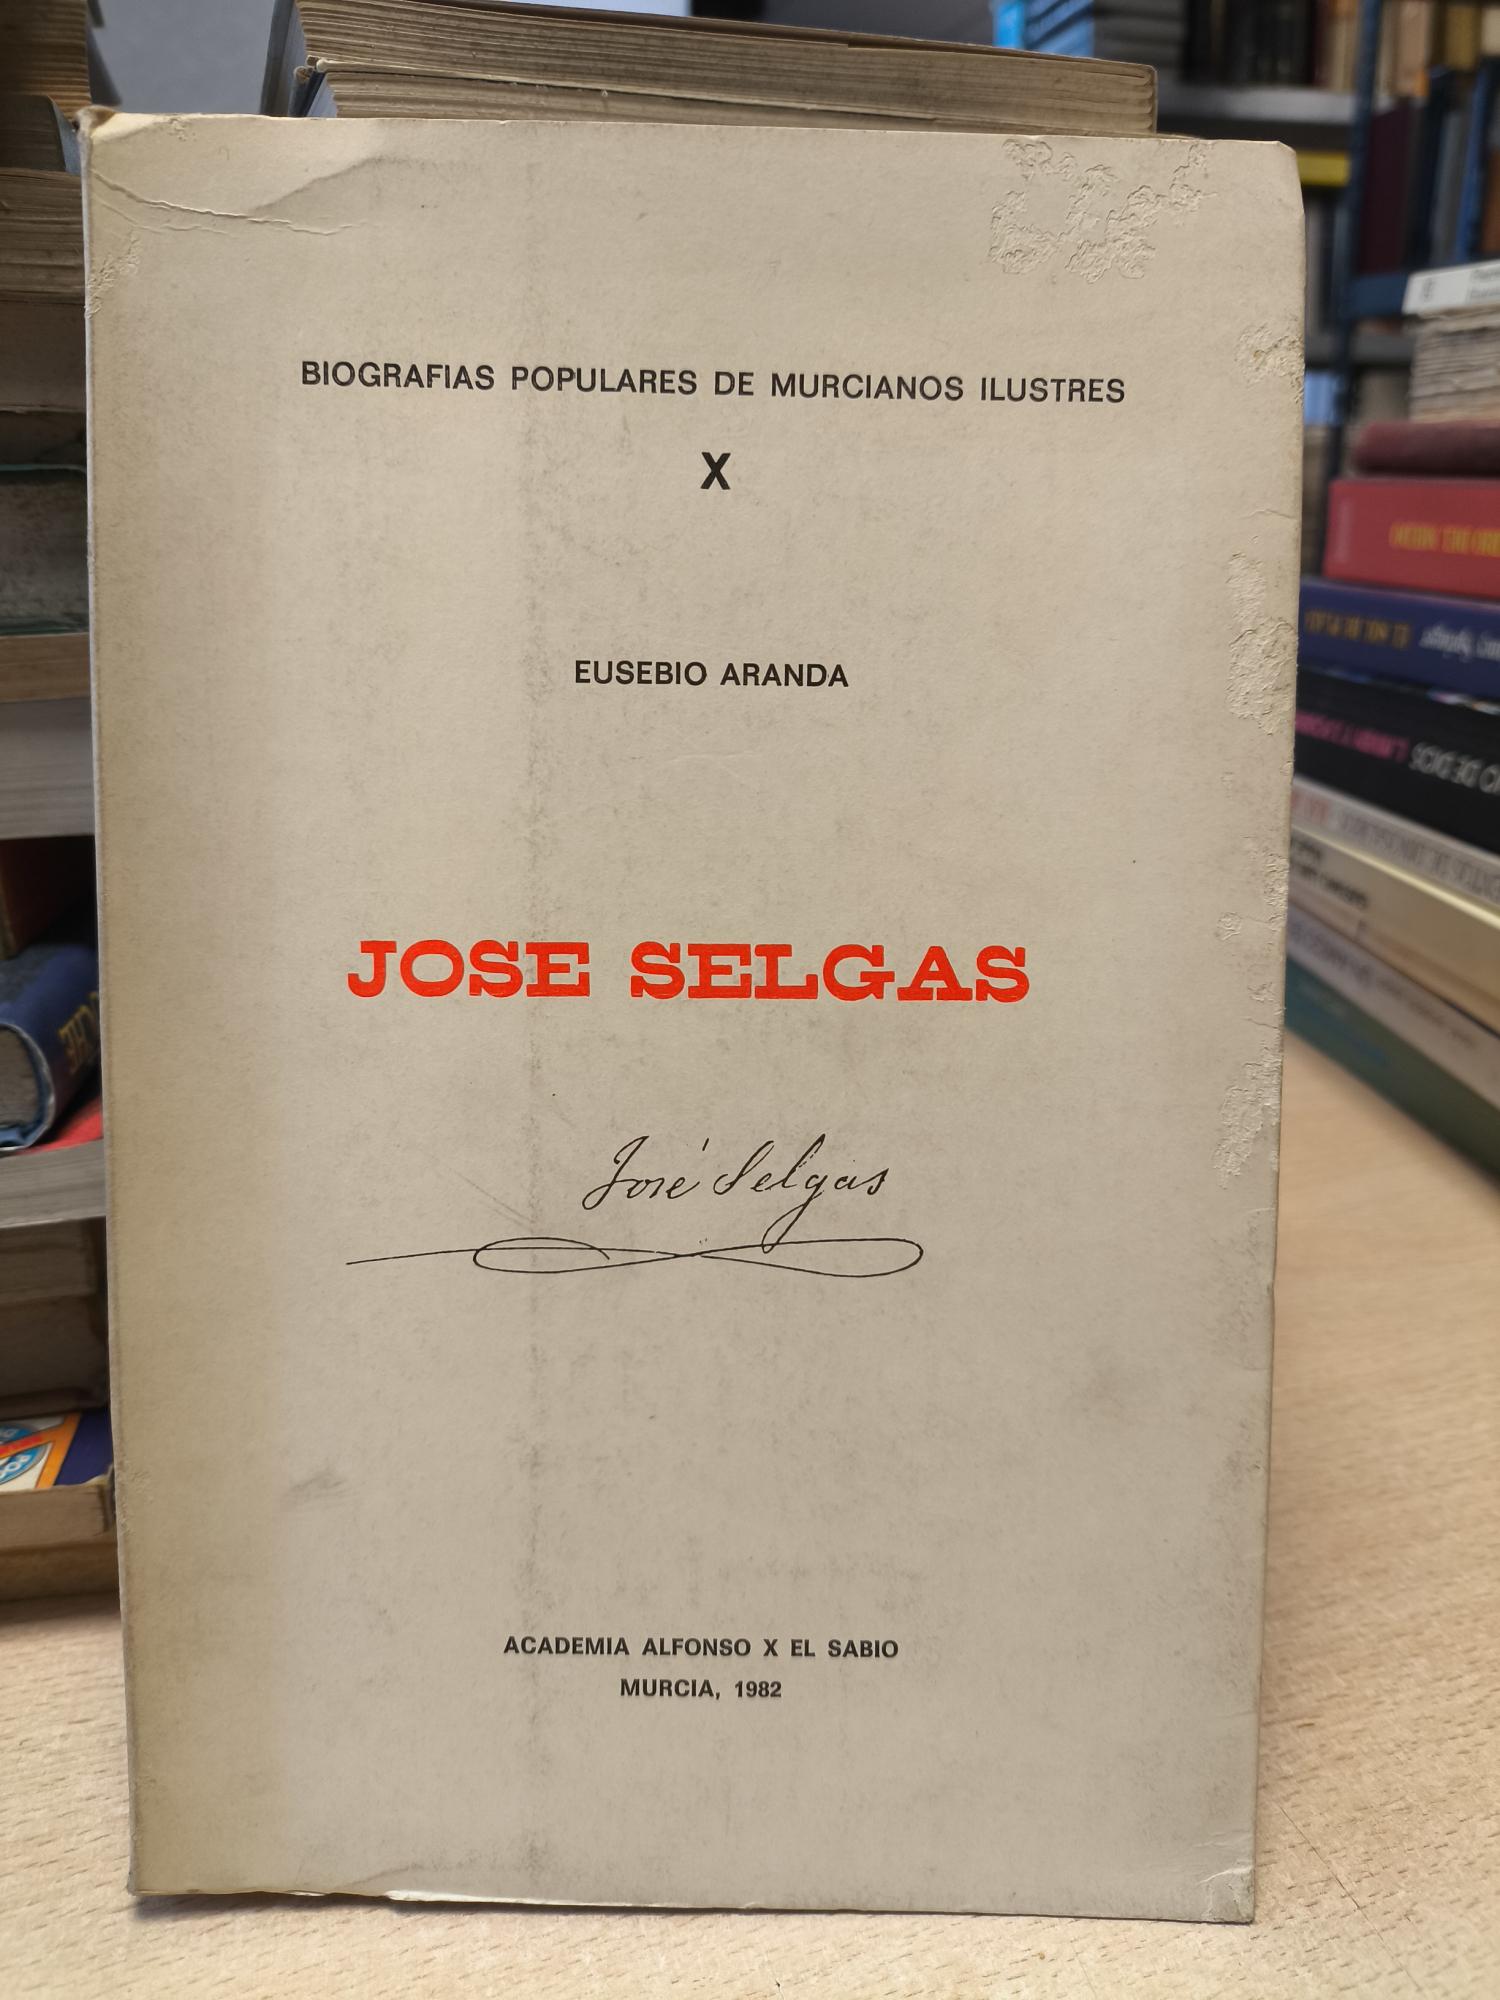 BIOGRAFIAS POPULARES DE MURCIANOS ILUSTRES
X
EUSEBIO ARANDA
JOSE SELGAS
José Selgas
ACADEMIA ALFONSO X EL SABIO
MURCIA, 1982